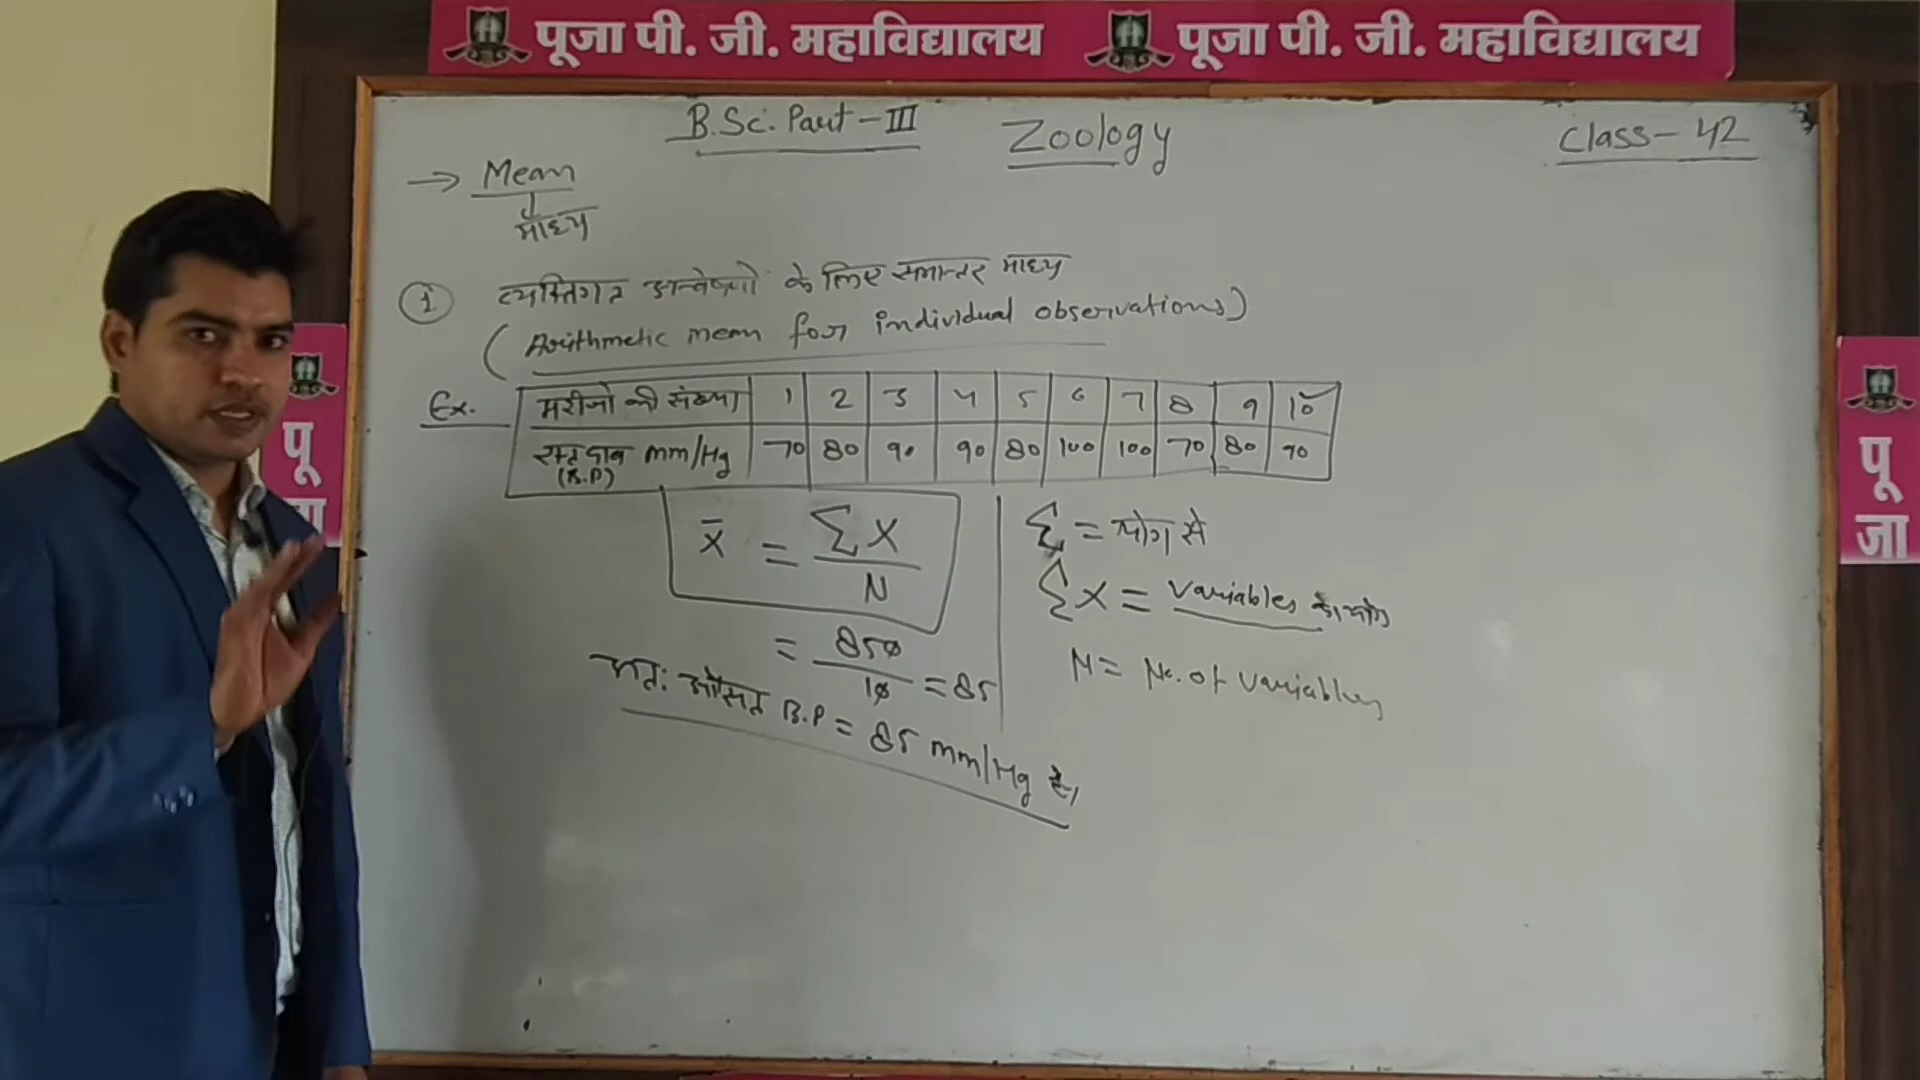 पूजा पी. जी. महाविद्यालय पूजा पी. जी. महाविद्यालय
B.Sc. Part-III Zoology Class-42
→ Mean
माध्य
① व्यक्तिगत अन्वेषणो के लिए समान्तर माध्य
(Arithmetic mean for individual observations)
Ex. मरीजो की संख्या 1 2 3 4 5 6 7 8 9 10
रक्त दाब mm/Hg 70 80 90 90 80 100 100 70 80 90
(B.P)
x̄ = ΣX / N
= 850 / 10 = 85
अत: औसत B.P = 85 mm/Hg है।
Σ = योग से
ΣX = Variables का योग
N = No. of Variables
पू
पू
जा